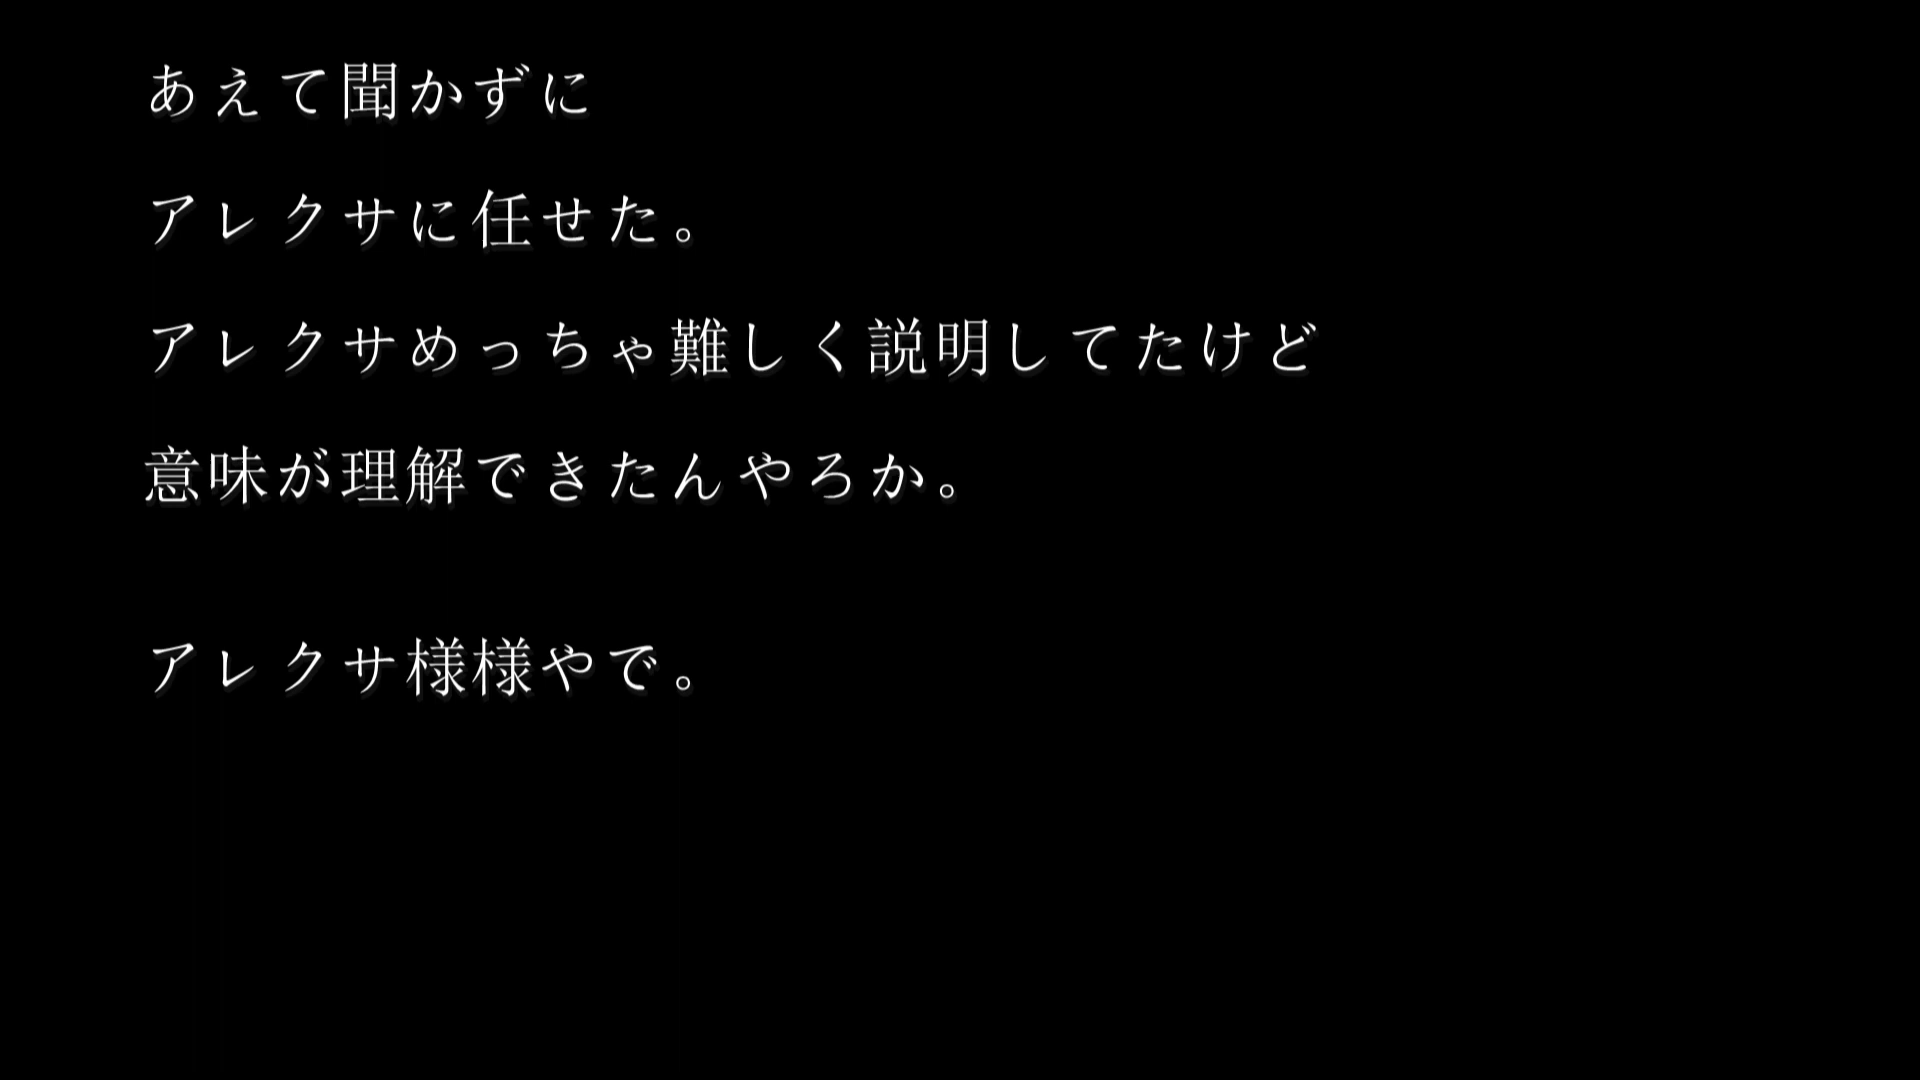 あえて聞かずに
アレクサに任せた。
アレクサめっちゃ難しく説明してたけど
意味が理解できたんやろか。
アレクサ様様やで。